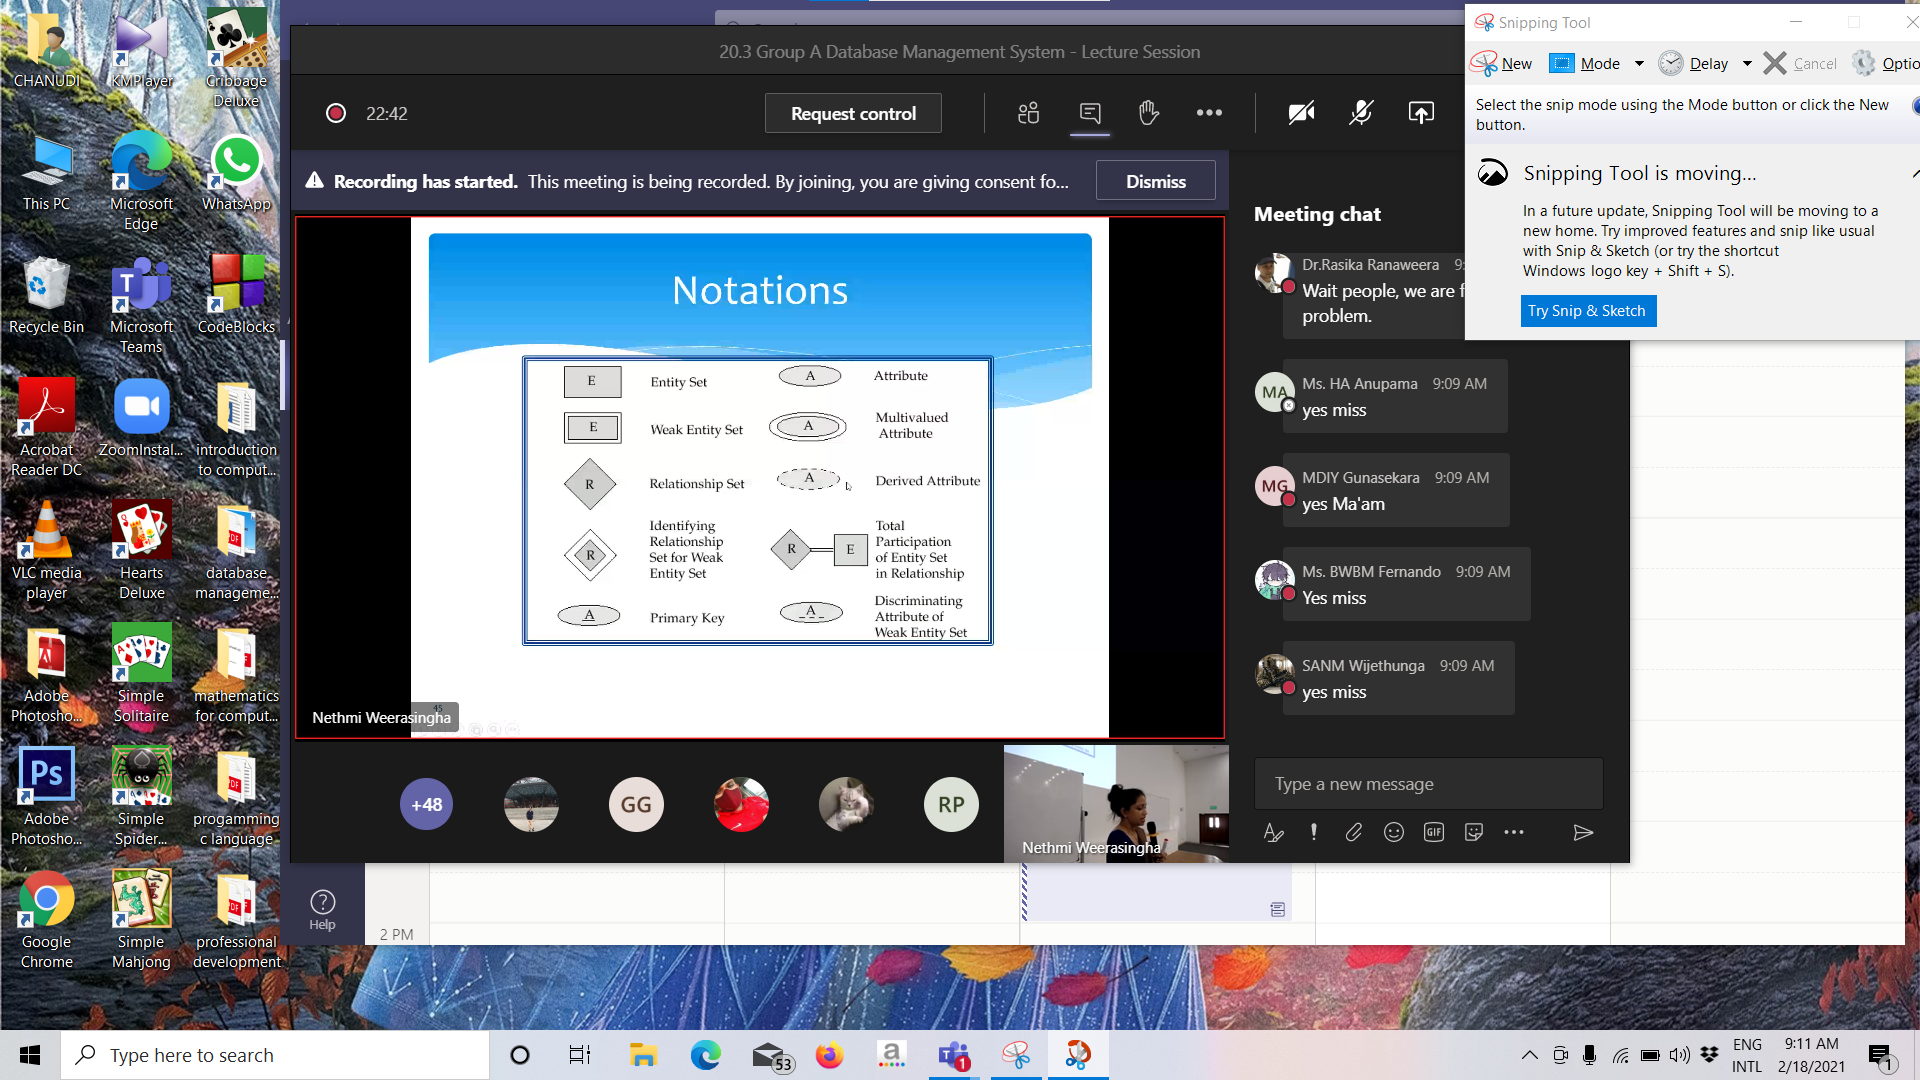 CHANUDI
KMPlayer
Cribbage
Deluxe
This PC
Microsoft
Edge
WhatsApp
Recycle Bin
Microsoft
Teams
CodeBlocks
Acrobat
Reader DC
ZoomInstal...
introduction
to comput...
VLC media
player
Hearts
Deluxe
database
manageme...
Adobe
Photosho...
Simple
Solitaire
mathematics
for comput...
Ps
Adobe
Photosho...
Simple
Spider...
progamming
c language
Google
Chrome
Simple
Mahjong
professional
development
20.3 Group A Database Management System - Lecture Session
22:42
Request control
Recording has started. This meeting is being recorded. By joining, you are giving consent fo...
Dismiss
Notations
E
Entity Set
A
Attribute
E
Weak Entity Set
A
Multivalued
Attribute
R
Relationship Set
A
Derived Attribute
R
Identifying
Relationship
Set for Weak
Entity Set
R
E
Total
Participation
of Entity Set
in Relationship
A
Primary Key
A
Discriminating
Attribute of
Weak Entity Set
45
Nethmi Weerasingha
+48
GG
RP
Nethmi Weerasingha
Meeting chat
Dr.Rasika Ranaweera 9:
Wait people, we are f
problem.
MA
Ms. HA Anupama 9:09 AM
yes miss
MG
MDIY Gunasekara 9:09 AM
yes Ma'am
Ms. BWBM Fernando 9:09 AM
Yes miss
SANM Wijethunga 9:09 AM
yes miss
Type a new message
GIF
Snipping Tool
New
Mode
Delay
Cancel
Optio
Select the snip mode using the Mode button or click the New
button.
Snipping Tool is moving...
In a future update, Snipping Tool will be moving to a
new home. Try improved features and snip like usual
with Snip & Sketch (or try the shortcut
Windows logo key + Shift + S).
Try Snip & Sketch
Help
2 PM
Type here to search
53
a
1
ENG
INTL
9:11 AM
2/18/2021
1